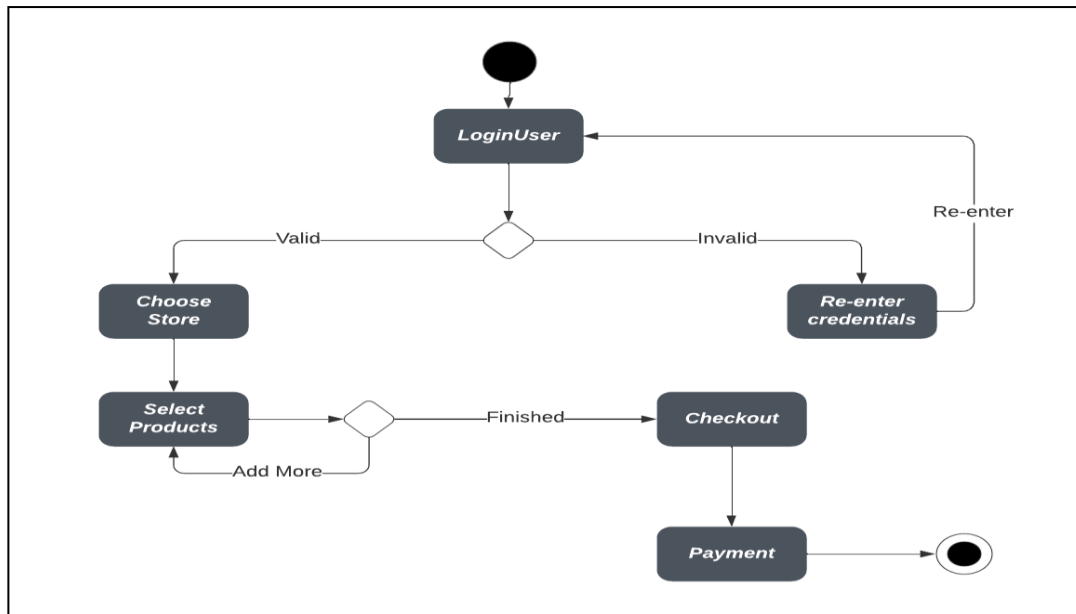 LoginUser
Re-enter
Valid
Invalid
Choose
Store
Re-enter
credentials
Select
Products
Finished
Checkout
Add More
Payment